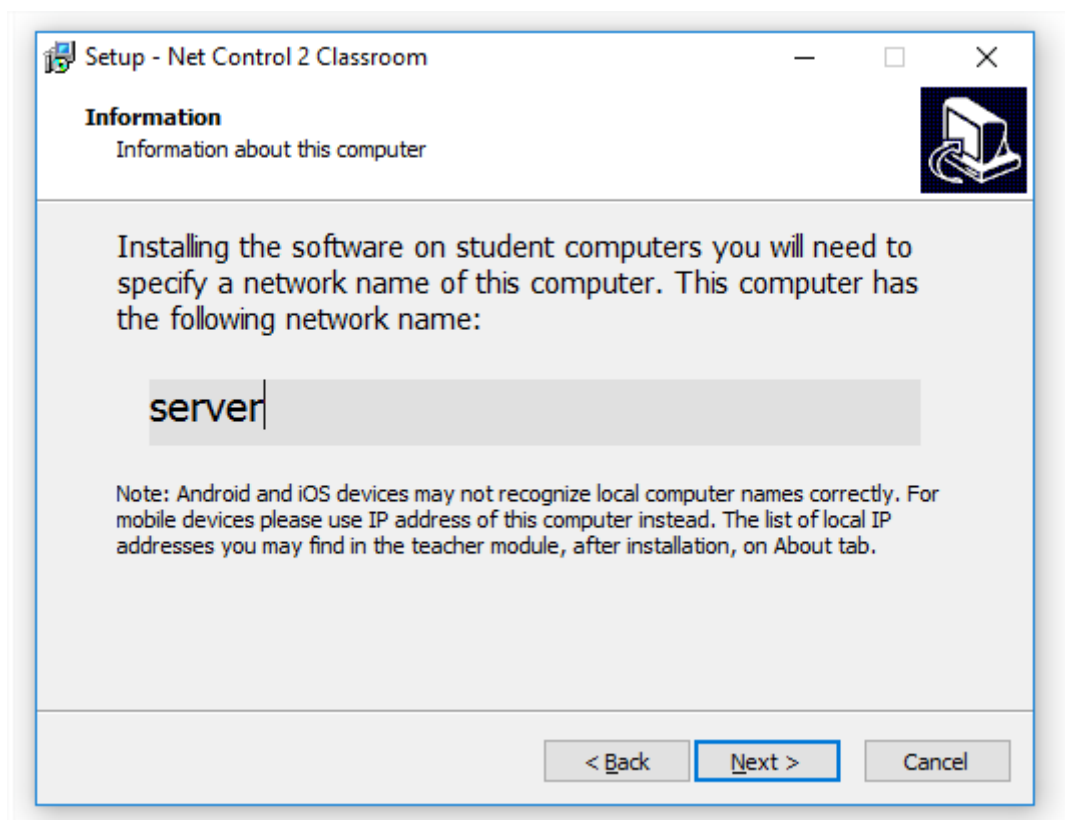 Setup - Net Control 2 Classroom
Information
Information about this computer
Installing the software on student computers you will need to
specify a network name of this computer. This computer has
the following network name:
server
Note: Android and iOS devices may not recognize local computer names correctly. For
mobile devices please use IP address of this computer instead. The list of local IP
addresses you may find in the teacher module, after installation, on About tab.
< Back Next > Cancel